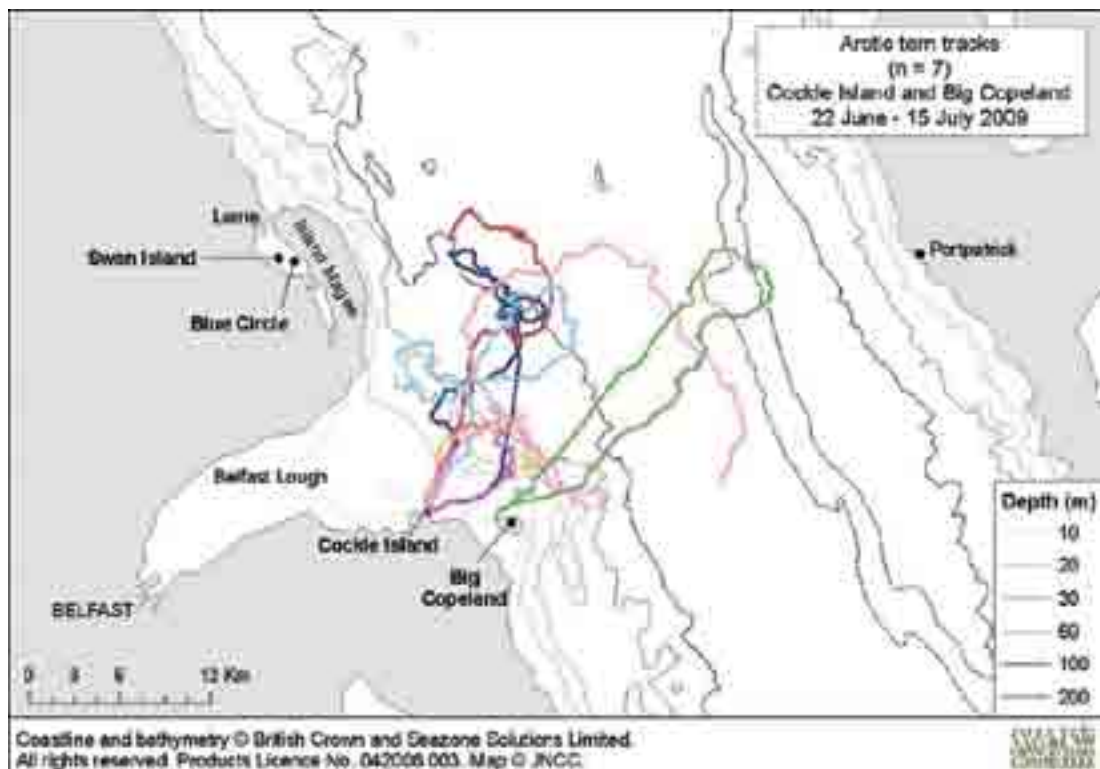 Arctic tern tracks
(n = 7)
Cockle Island and Big Copeland
22 June - 15 July 2009
Larne
Island Magee
Swan Island
Blue Circle
Portpatrick
Belfast Lough
Cockle Island
Big
Copeland
BELFAST
0 3 6 12 Km
Depth (m)
10
20
30
50
100
200
Coastline and bathymetry © British Crown and Seazone Solutions Limited.
All rights reserved. Products Licence No. 042006.003. Map © JNCC.